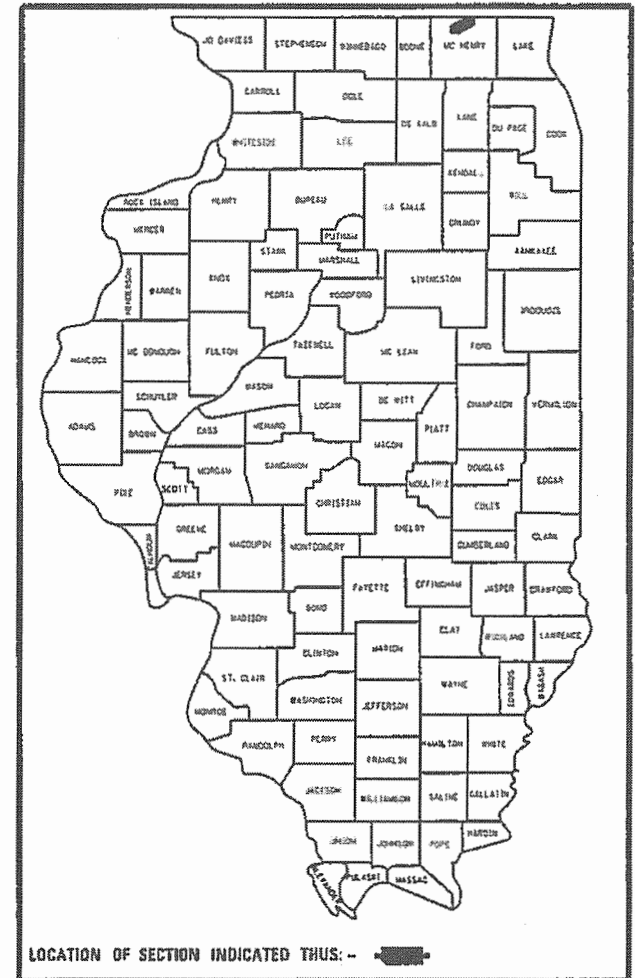 JO DAVIESS STEPHENSON WINNEBAGO BOONE MC HENRY LAKE
CARROLL OGLE
DE KALB KANE DU PAGE COOK
WHITESIDE LEE
KENDALL WILL
ROCK ISLAND HENRY BUREAU LA SALLE GRUNDY
MERCER PUTNAM
STARK MARSHALL KANKAKEE
HENDERSON WARREN KNOX PEORIA WOODFORD LIVINGSTON IROQUOIS
HANCOCK MC DONOUGH FULTON TAZEWELL MC LEAN FORD
MASON
SCHUYLER LOGAN DE WITT CHAMPAIGN VERMILION
ADAMS BROWN CASS MENARD MACON PIATT
MORGAN SANGAMON DOUGLAS EDGAR
PIKE SCOTT CHRISTIAN MOULTRIE COLES
GREENE MACOUPIN MONTGOMERY SHELBY CUMBERLAND CLARK
CALHOUN JERSEY
FAYETTE EFFINGHAM JASPER CRAWFORD
MADISON BOND
CLINTON MARION CLAY RICHLAND LAWRENCE
ST. CLAIR WASHINGTON WAYNE EDWARDS WABASH
MONROE JEFFERSON
RANDOLPH PERRY HAMILTON WHITE
FRANKLIN
JACKSON WILLIAMSON SALINE GALLATIN
UNION JOHNSON POPE HARDIN
ALEXANDER PULASKI MASSAC
LOCATION OF SECTION INDICATED THUS: -